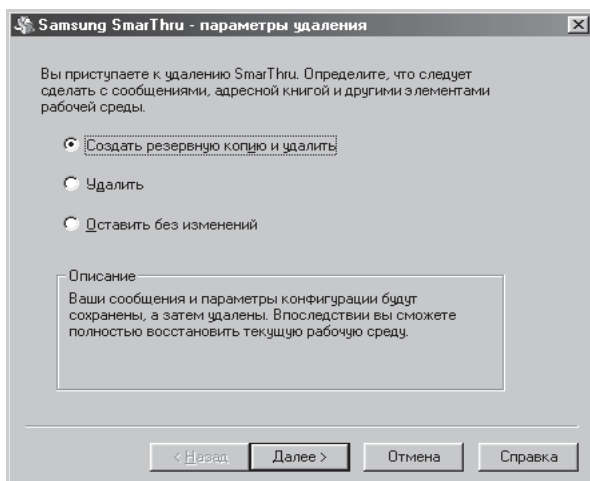 Samsung SmarThru - параметры удаления
Вы приступаете к удалению SmarThru. Определите, что следует
сделать с сообщениями, адресной книгой и другими элементами
рабочей среды.
Создать резервную копию и удалить
Удалить
Оставить без изменений
Описание
Ваши сообщения и параметры конфигурации будут
сохранены, а затем удалены. Впоследствии вы сможете
полностью восстановить текущую рабочую среду.
< Назад Далее > Отмена Справка